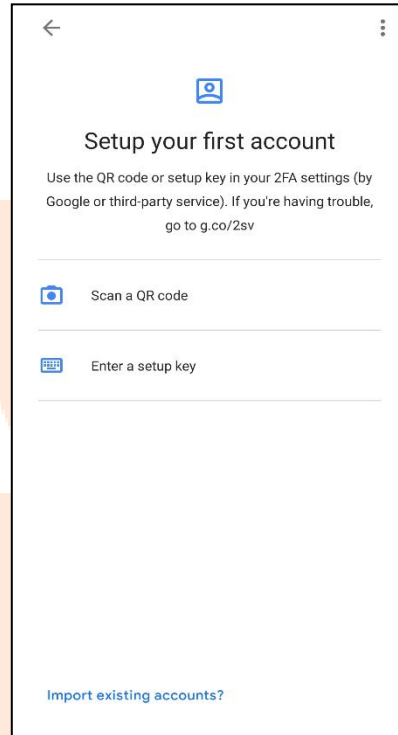 Setup your first account
Use the QR code or setup key in your 2FA settings (by
Google or third-party service). If you're having trouble,
go to g.co/2sv
Scan a QR code
Enter a setup key
Import existing accounts?